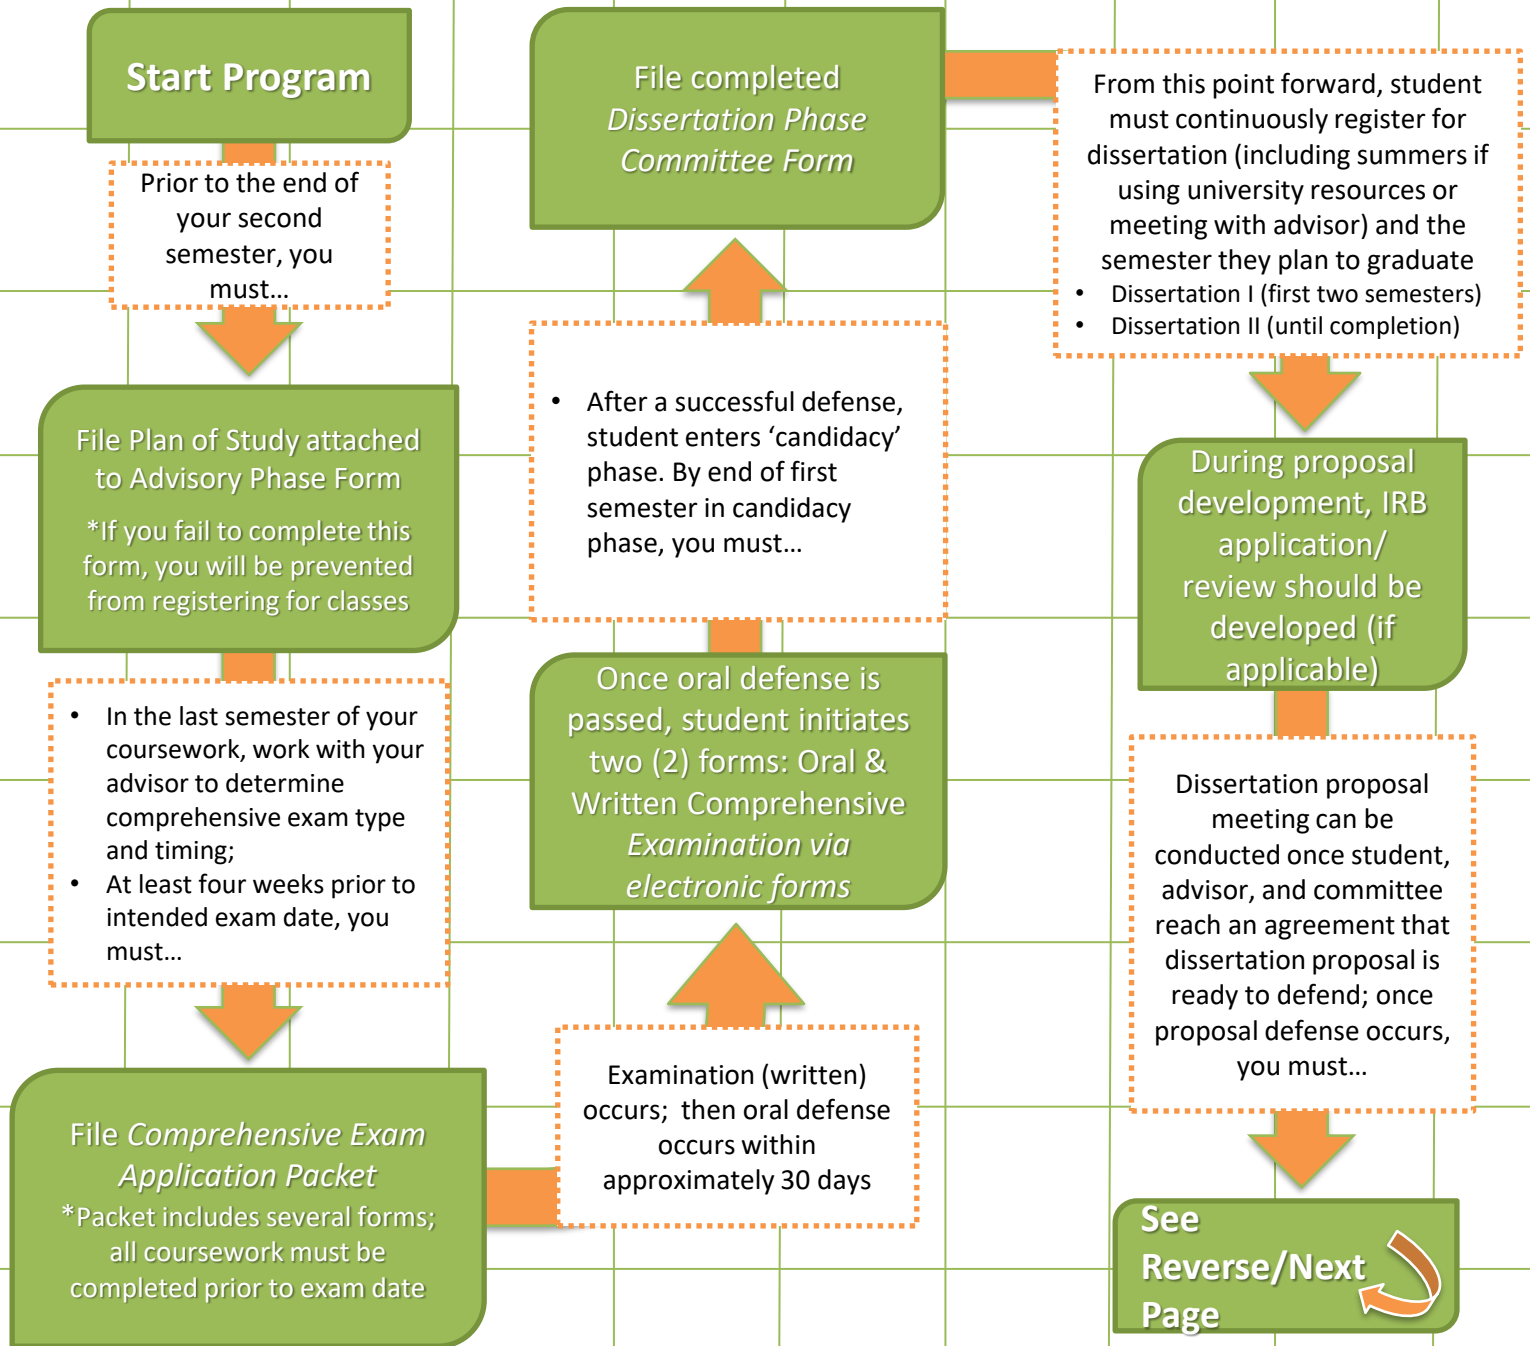 Start Program
Prior to the end of
your second
semester, you
must…
File Plan of Study attached
to Advisory Phase Form
*If you fail to complete this
form, you will be prevented
from registering for classes
• In the last semester of your
coursework, work with your
advisor to determine
comprehensive exam type
and timing;
• At least four weeks prior to
intended exam date, you
must…
File Comprehensive Exam
Application Packet
*Packet includes several forms;
all coursework must be
completed prior to exam date
Examination (written)
occurs;  then oral defense
occurs within
approximately 30 days
Once oral defense is
passed, student initiates
two (2) forms: Oral &
Written Comprehensive
Examination via
electronic forms
• After a successful defense,
student enters ‘candidacy’
phase. By end of first
semester in candidacy
phase, you must…
File completed
Dissertation Phase
Committee Form
From this point forward, student
must continuously register for
dissertation (including summers if
using university resources or
meeting with advisor) and the
semester they plan to graduate
• Dissertation I (first two semesters)
• Dissertation II (until completion)
During proposal
development, IRB
application/
review should be
developed (if
applicable)
Dissertation proposal
meeting can be
conducted once student,
advisor, and committee
reach an agreement that
dissertation proposal is
ready to defend; once
proposal defense occurs,
you must…
See
Reverse/Next
Page